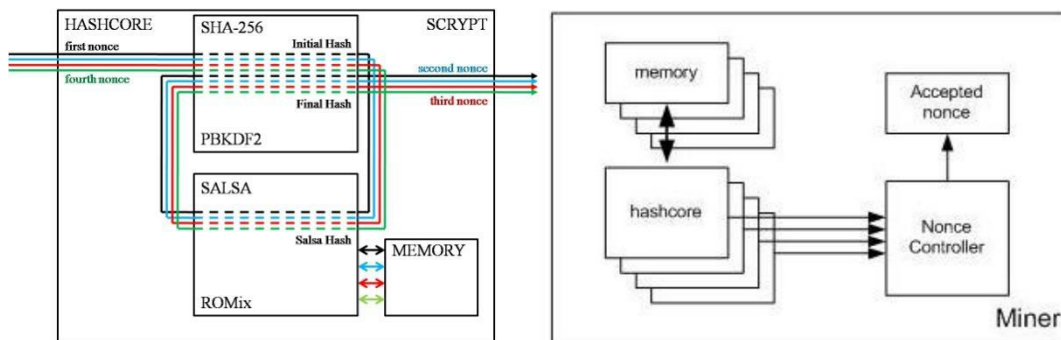 HASHCORE
SHA-256
SCRYPT
first nonce
Initial Hash
second nonce
fourth nonce
Final Hash
third nonce
PBKDF2
SALSA
Salsa Hash
MEMORY
ROMix
memory
Accepted
nonce
hashcore
Nonce
Controller
Miner